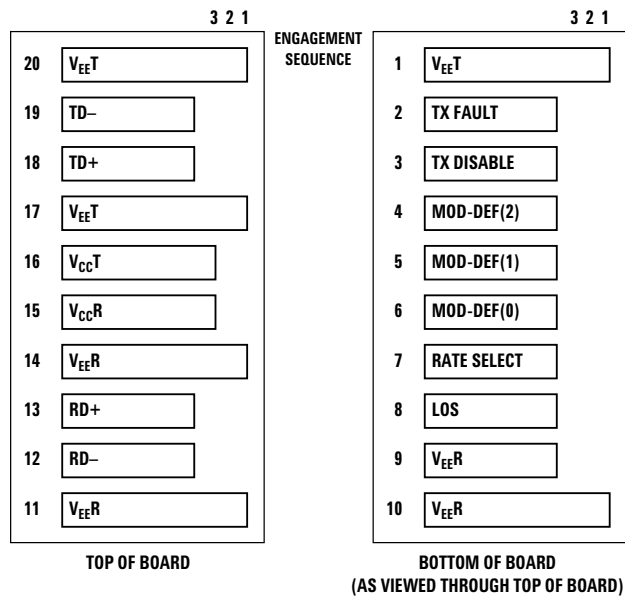 3 2 1
20 VEET
19 TD–
18 TD+
17 VEET
16 VCCT
15 VCCR
14 VEER
13 RD+
12 RD–
11 VEER
TOP OF BOARD
ENGAGEMENT
SEQUENCE
3 2 1
1 VEET
2 TX FAULT
3 TX DISABLE
4 MOD-DEF(2)
5 MOD-DEF(1)
6 MOD-DEF(0)
7 RATE SELECT
8 LOS
9 VEER
10 VEER
BOTTOM OF BOARD
(AS VIEWED THROUGH TOP OF BOARD)